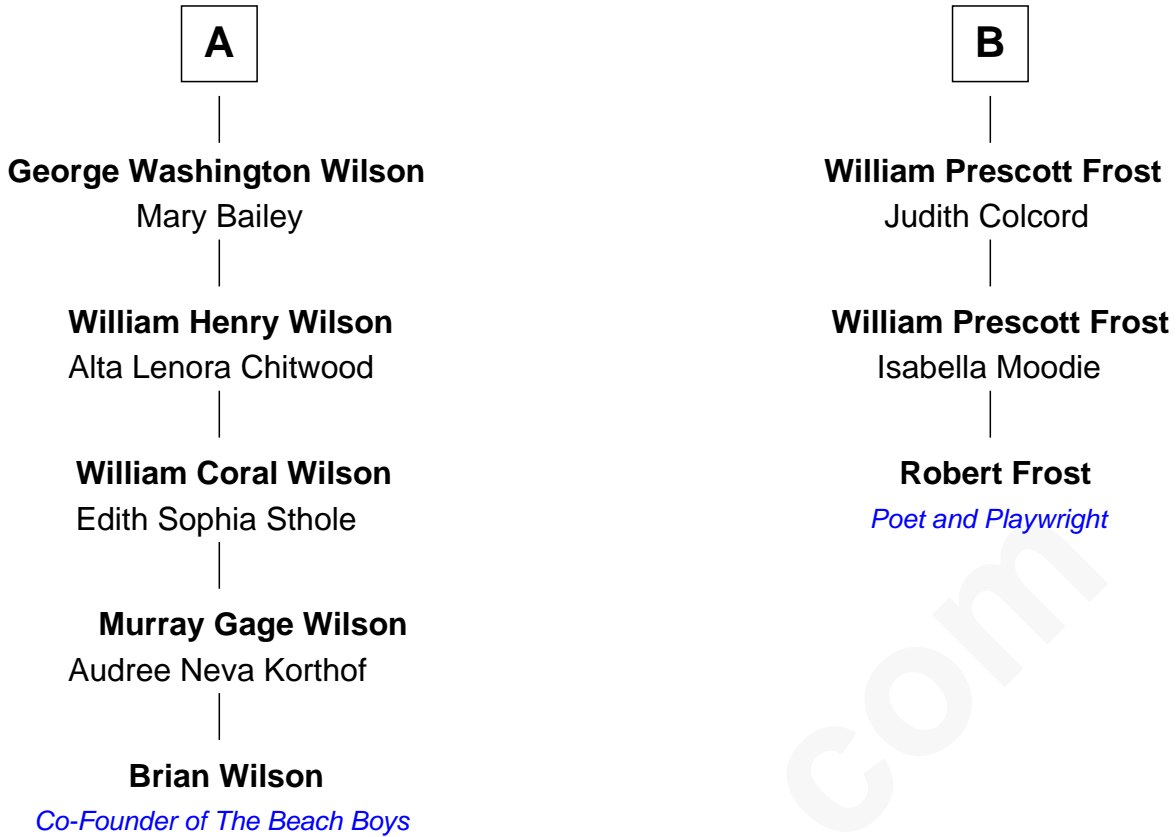 A
George Washington Wilson
Mary Bailey
William Henry Wilson
Alta Lenora Chitwood
William Coral Wilson
Edith Sophia Sthole
Murray Gage Wilson
Audree Neva Korthof
Brian Wilson
Co-Founder of The Beach Boys
B
William Prescott Frost
Judith Colcord
William Prescott Frost
Isabella Moodie
Robert Frost
Poet and Playwright
com